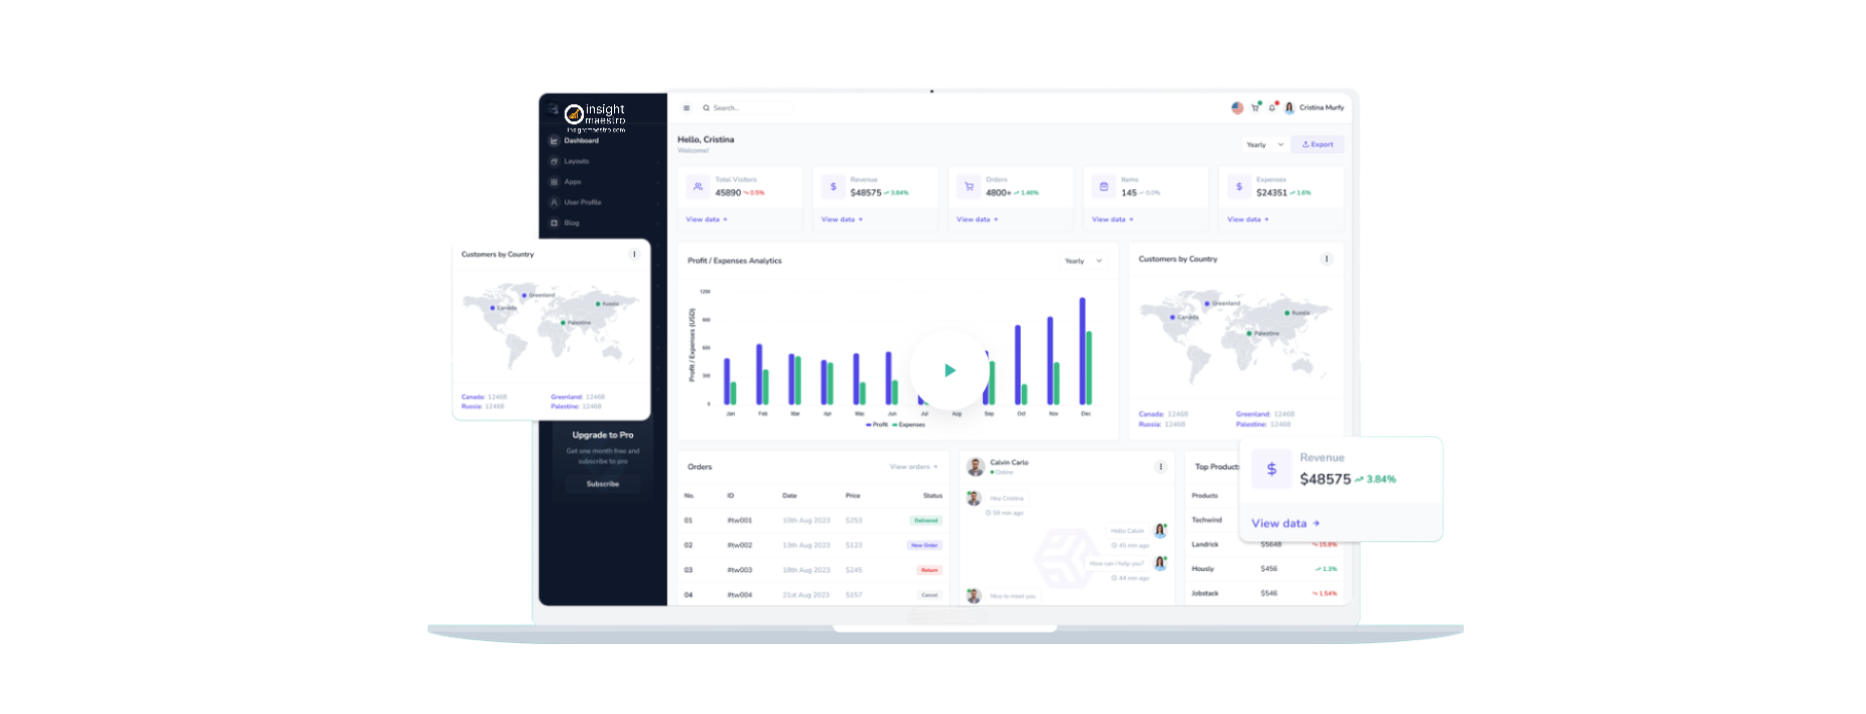 insight
maestro
insightmaestro.com
Dashboard
Layouts
Apps
User Profile
Blog
Search...
Cristina Murfy
Hello, Cristina
Welcome!
Yearly
Export
Total Visitors
45890 0.5%
View data
Revenue
$48575 3.84%
View data
Orders
4800+ 1.46%
View data
Items
145 0.0%
View data
Expenses
$24351 1.6%
View data
Customers by Country
Greenland
Canada
Russia
Palestine
Canada: 12468 Greenland: 12468
Russia: 12468 Palestine: 12468
Upgrade to Pro
Get one month free and
subscribe to pro
Subscribe
Profit / Expenses Analytics
Yearly
Profit / Expenses (USD)
1200
900
600
300
0
Jan Feb Mar Apr May Jun Jul Aug Sep Oct Nov Dec
Profit Expenses
Customers by Country
Greenland
Canada
Russia
Palestine
Canada: 12468 Greenland: 12468
Russia: 12468 Palestine: 12468
Orders View orders
No. ID Date Price Status
01 #tw001 10th Aug 2023 $253 Delivered
02 #tw002 13th Aug 2023 $123 New Order
03 #tw003 18th Aug 2023 $245 Return
04 #tw004 21st Aug 2023 $157 Cancel
Calvin Carlo
Online
Hey Cristina
59 min ago
Hello Calvin
45 min ago
How can i help you?
44 min ago
Nice to meet you
Top Products
Products
Techwind
Landrick $5648 15.8%
Hously $456 1.3%
Jobstack $546 1.54%
Revenue
$48575 3.84%
View data